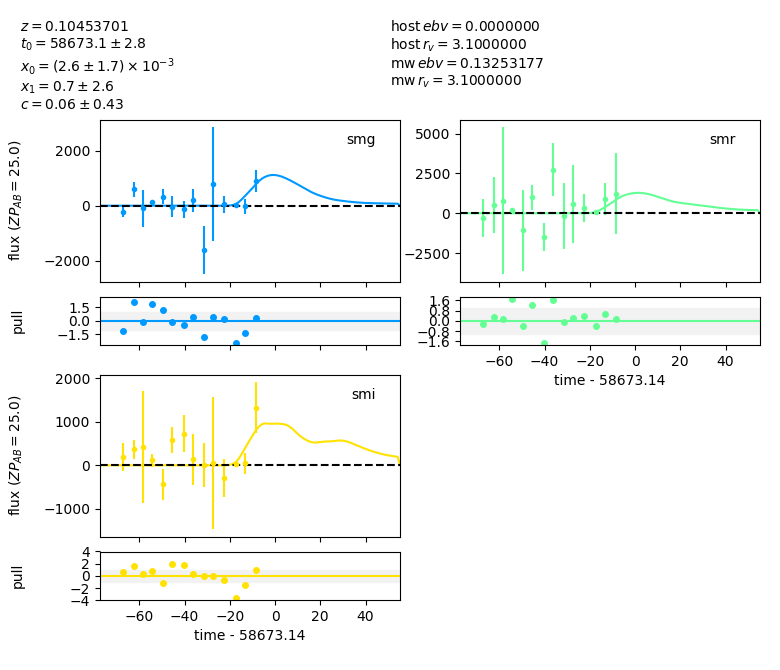 z = 0.10453701
t₀ = 58673.1 ± 2.8
x₀ = (2.6 ± 1.7) × 10⁻³
x₁ = 0.7 ± 2.6
c = 0.06 ± 0.43
host ebv = 0.0000000
host r_v = 3.1000000
mw ebv = 0.13253177
mw r_v = 3.1000000
smg
flux (ZP_AB = 25.0)
2000
0
−2000
smr
5000
2500
0
−2500
pull
1.5
0.0
−1.5
1.6
0.8
0.0
−0.8
−1.6
−60 −40 −20 0 20 40
time - 58673.14
smi
flux (ZP_AB = 25.0)
2000
1000
0
−1000
pull
4
2
0
−2
−4
−60 −40 −20 0 20 40
time - 58673.14